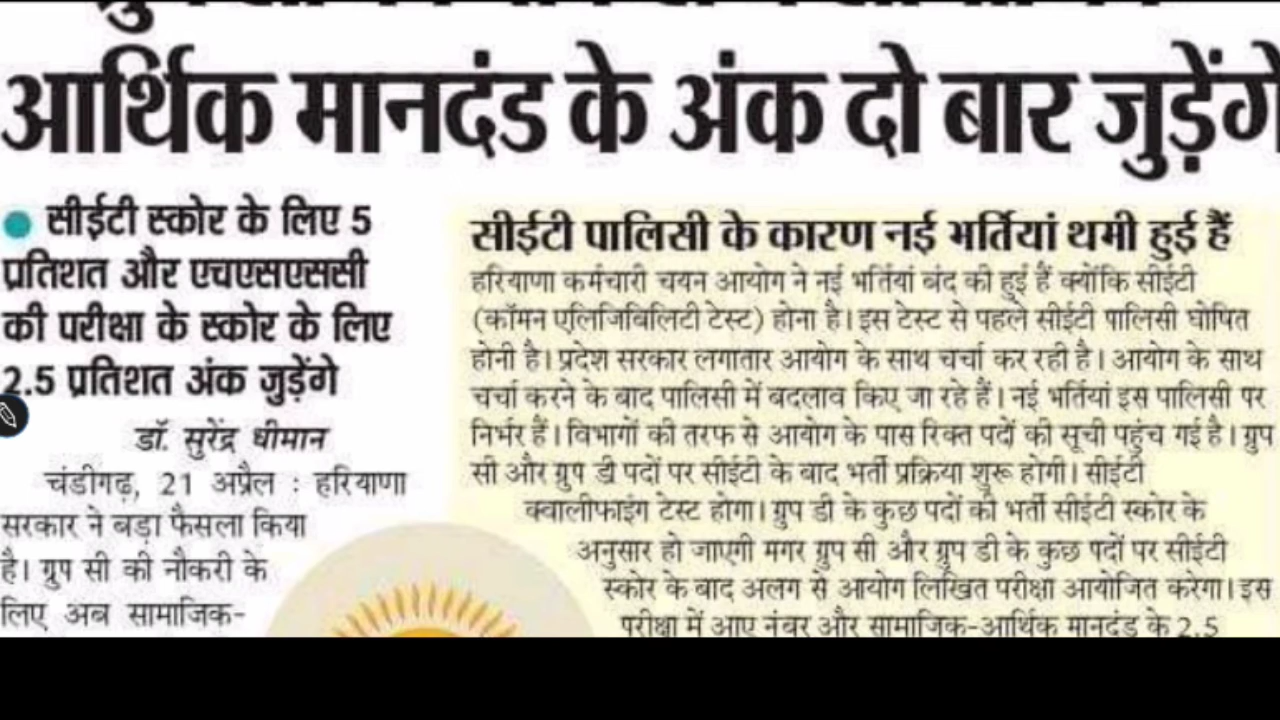 आर्थिक मानदंड के अंक दो बार जुड़ेंगे
सीईटी स्कोर के लिए 5
प्रतिशत और एचएसएससी
की परीक्षा के स्कोर के लिए
2.5 प्रतिशत अंक जुड़ेंगे
डॉ. सुरेंद्र धीमान
चंडीगढ़, 21 अप्रैल : हरियाणा
सरकार ने बड़ा फैसला किया
है। ग्रुप सी की नौकरी के
लिए अब सामाजिक-
सीईटी पालिसी के कारण नई भर्तियां थमी हुई हैं
हरियाणा कर्मचारी चयन आयोग ने नई भर्तियां बंद की हुई हैं क्योंकि सीईटी
(कॉमन एलिजिबिलिटी टेस्ट) होना है। इस टेस्ट से पहले सीईटी पालिसी घोषित
होनी है। प्रदेश सरकार लगातार आयोग के साथ चर्चा कर रही है। आयोग के साथ
चर्चा करने के बाद पालिसी में बदलाव किए जा रहे हैं। नई भर्तियां इस पालिसी पर
निर्भर हैं। विभागों की तरफ से आयोग के पास रिक्त पदों की सूची पहुंच गई है। ग्रुप
सी और ग्रुप डी पदों पर सीईटी के बाद भर्ती प्रक्रिया शुरू होगी। सीईटी
क्वालीफाइंग टेस्ट होगा। ग्रुप डी के कुछ पदों की भर्ती सीईटी स्कोर के
अनुसार हो जाएगी मगर ग्रुप सी और ग्रुप डी के कुछ पदों पर सीईटी
स्कोर के बाद अलग से आयोग लिखित परीक्षा आयोजित करेगा। इस
परीक्षा में आए नंबर और सामाजिक-आर्थिक मानदंड के 2.5